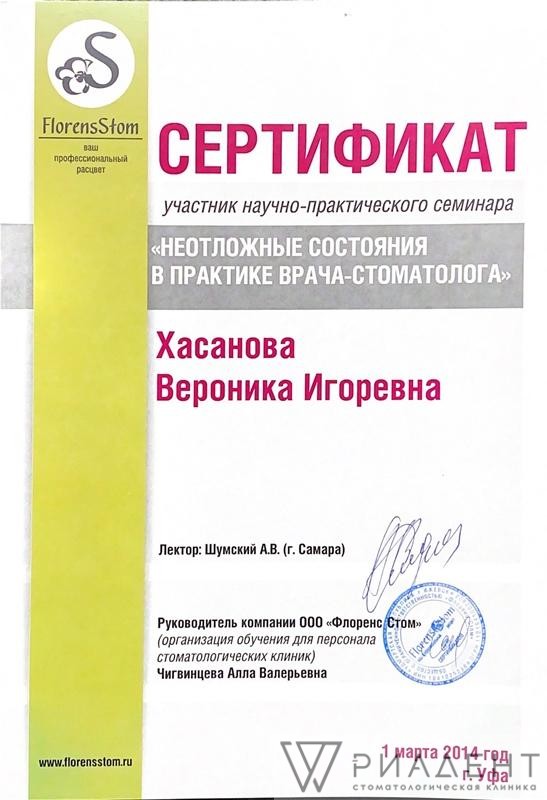 S
FlorensStom
ваш
профессиональный
расцвет
СЕРТИФИКАТ
участник научно-практического семинара
«НЕОТЛОЖНЫЕ СОСТОЯНИЯ
В ПРАКТИКЕ ВРАЧА-СТОМАТОЛОГА»
Хасанова
Вероника Игоревна
Лектор: Шумский А.В. (г. Самара)
Руководитель компании ООО «Флоренс Стом»
(организация обучения для персонала
стоматологических клиник)
Чигвинцева Алла Валерьевна
FlorensStom
www.florensstom.ru
1 марта 2014 год
г. Уфа
РИАДЕНТ
стоматологическая клиника